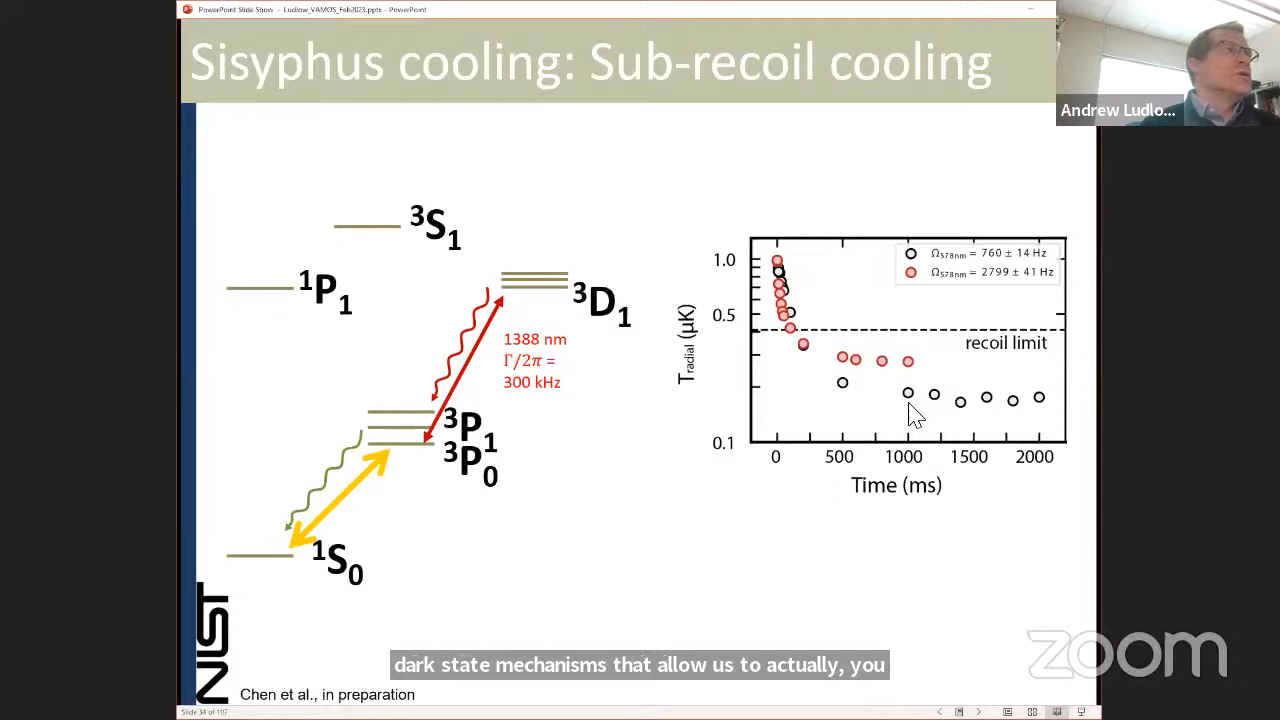 PowerPoint Slide Show - Ludlow_VAMOS_Feb2023.pptx - PowerPoint
Sisyphus cooling: Sub-recoil cooling
Andrew Ludlo...
³S₁
¹P₁
³D₁
1388 nm
Γ/2π =
300 kHz
³P₁
³P₀
¹S₀
Ω578nm = 760 ± 14 Hz
Ω578nm = 2799 ± 41 Hz
1.0
0.5
0.1
Tradial (µK)
recoil limit
0 500 1000 1500 2000
Time (ms)
NIST
dark state mechanisms that allow us to actually, you
zoom
Chen et al., in preparation
Slide 34 of 107